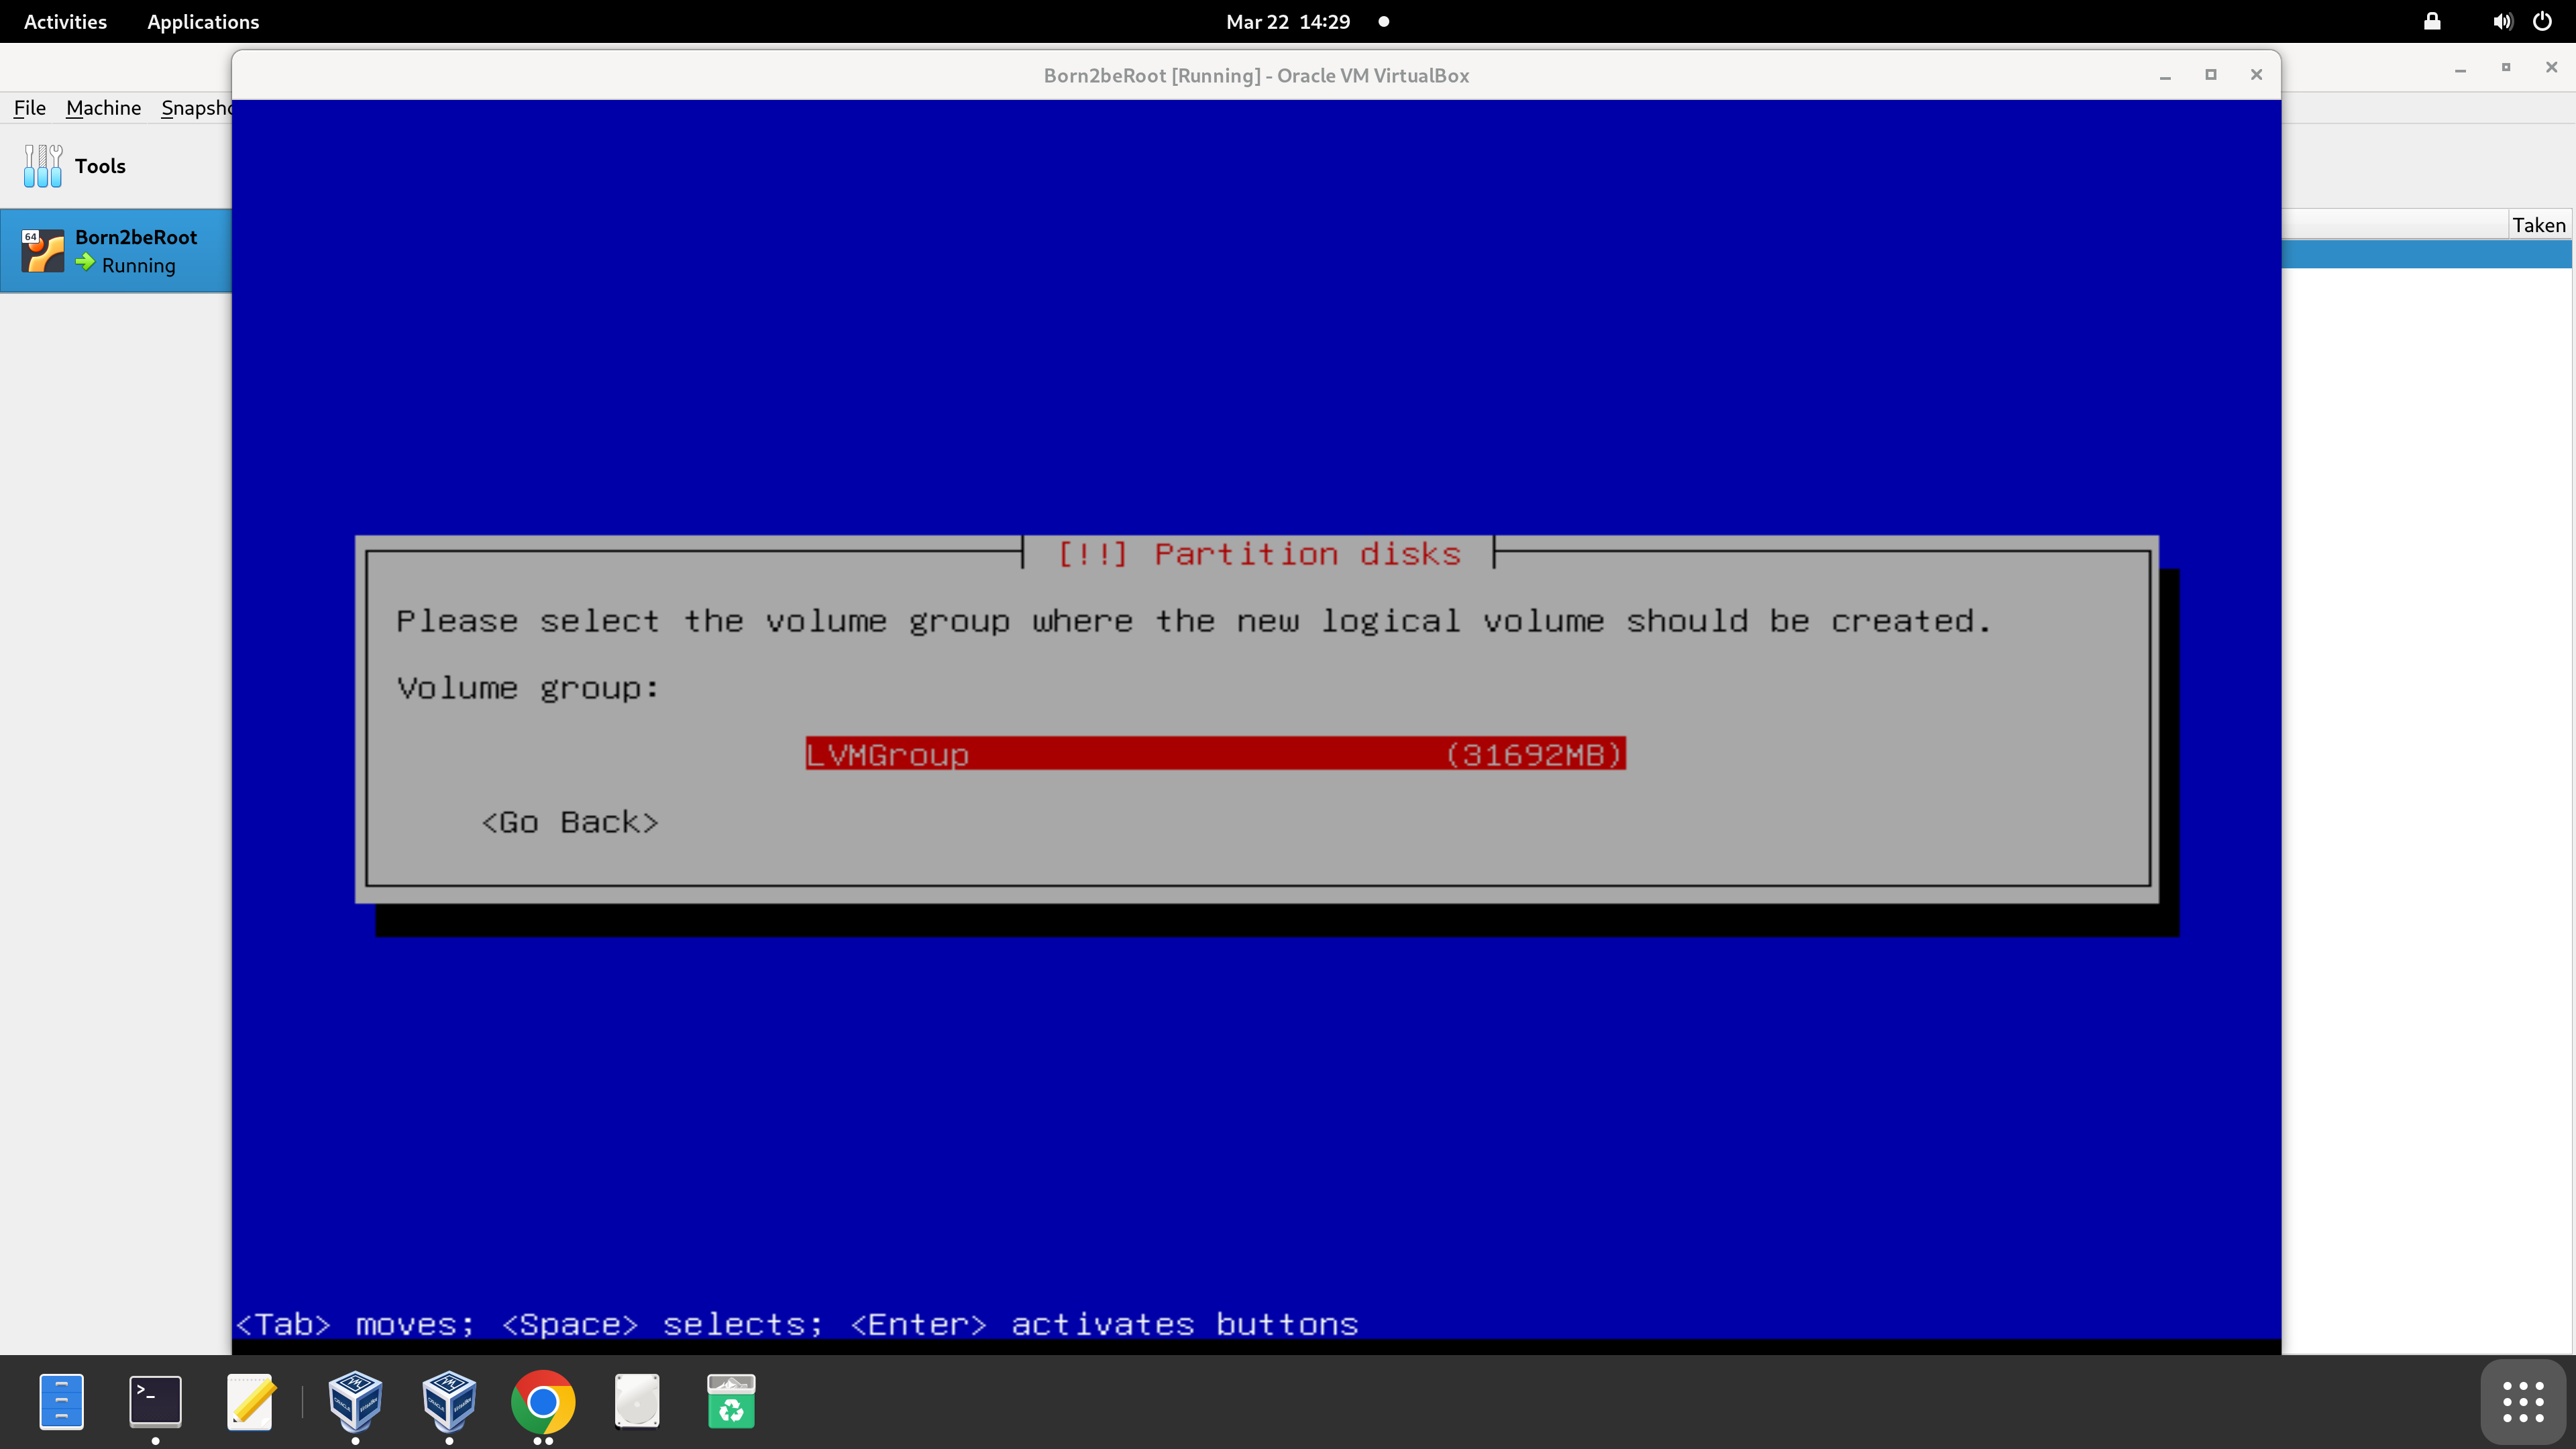 Activities Applications Mar 22 14:29
Born2beRoot [Running] - Oracle VM VirtualBox
File Machine Snapsho
Tools
Taken
64 Born2beRoot
Running
[!!] Partition disks
Please select the volume group where the new logical volume should be created.
Volume group:
LVMGroup (31692MB)
<Go Back>
<Tab> moves; <Space> selects; <Enter> activates buttons